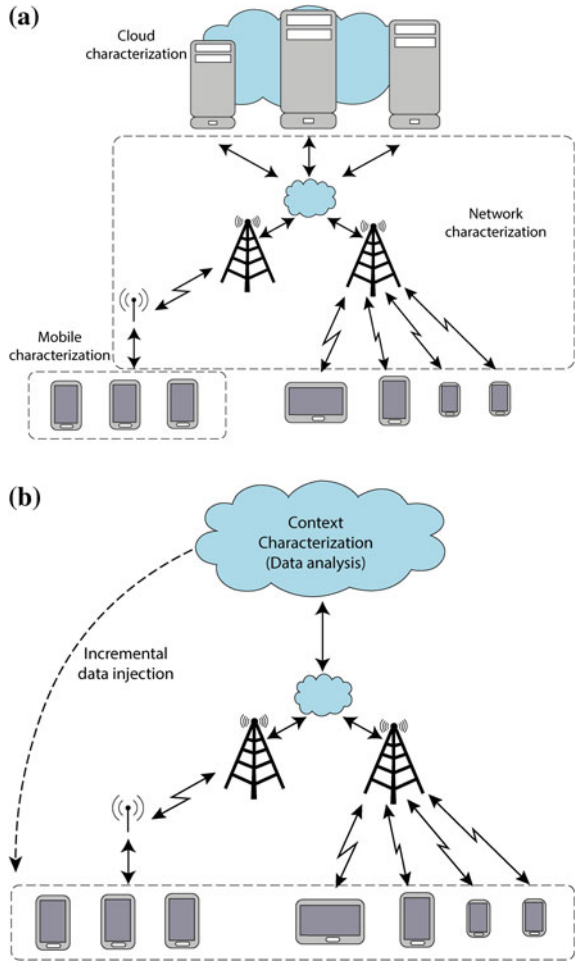 (a)
Cloud
characterization
Network
characterization
Mobile
characterization
(b)
Context
Characterization
(Data analysis)
Incremental
data injection